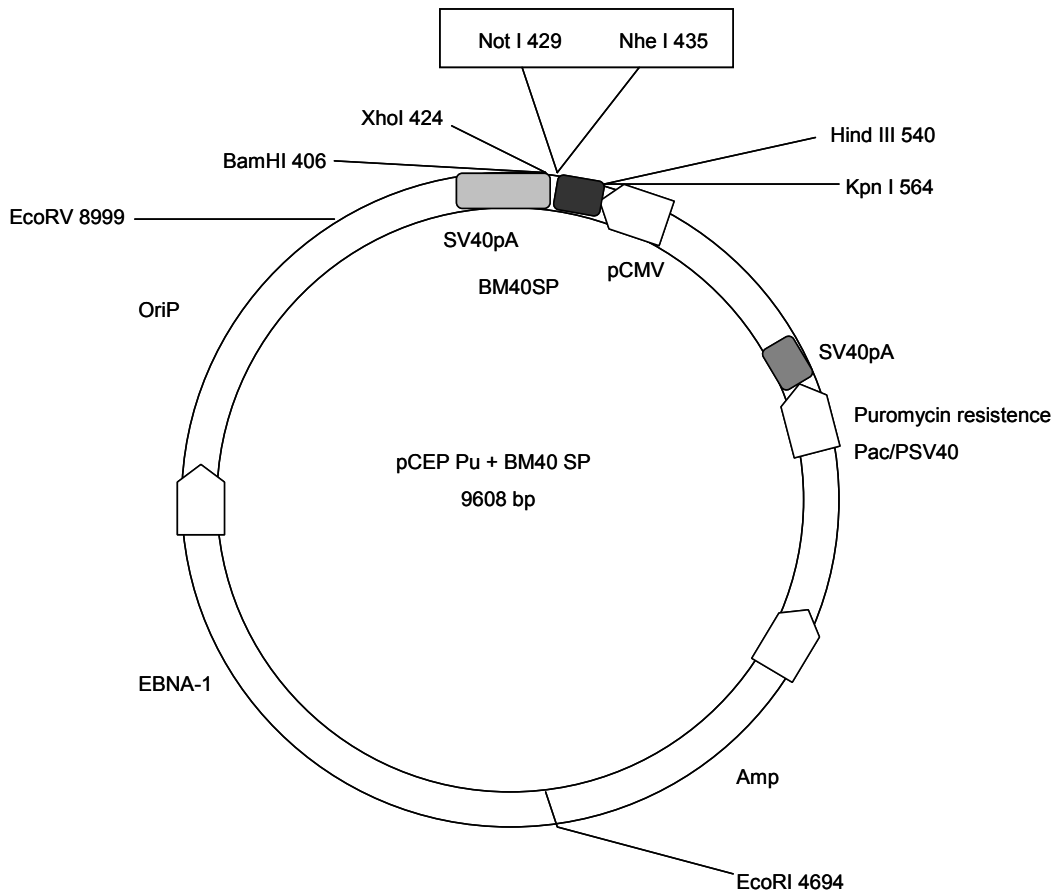 Not I 429
Nhe I 435
XhoI 424
Hind III 540
BamHI 406
Kpn I 564
EcoRV 8999
SV40pA
pCMV
BM40SP
OriP
SV40pA
Puromycin resistence
Pac/PSV40
pCEP Pu + BM40 SP
9608 bp
EBNA-1
Amp
EcoRI 4694